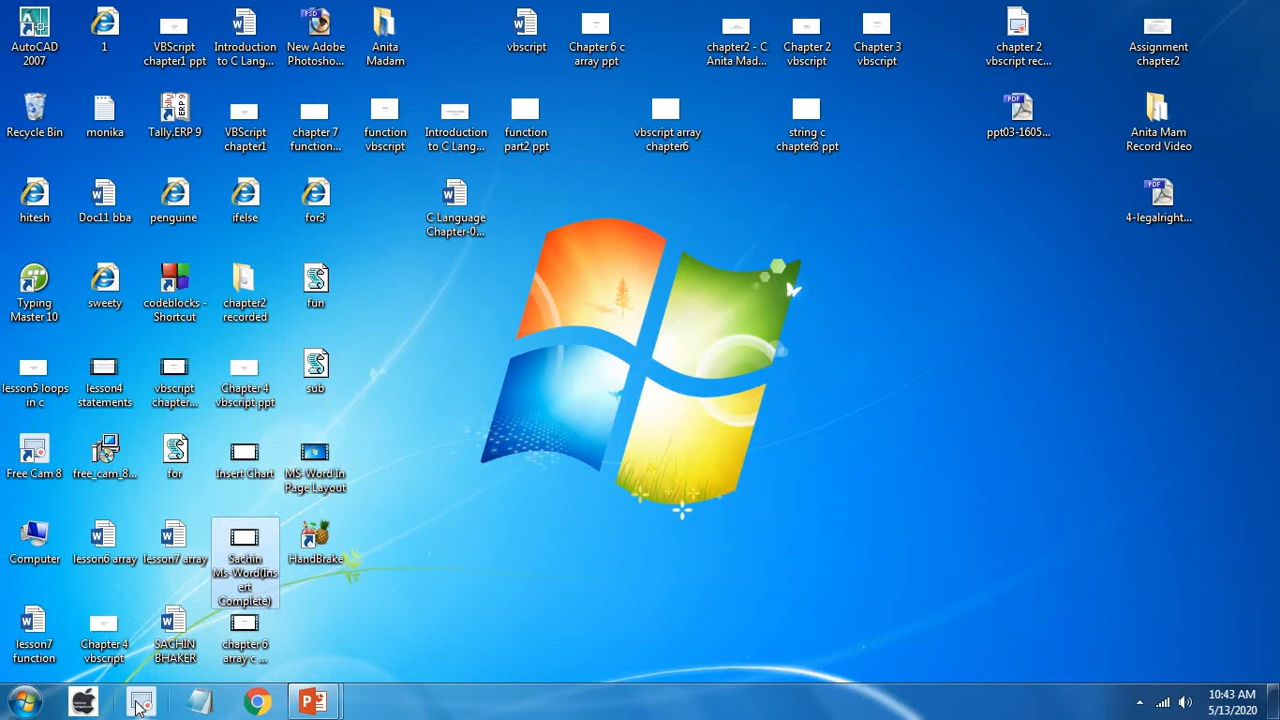 AutoCAD
2007
1
VBScript
chapter1 ppt
Introduction
to C Lang...
New Adobe
Photosho...
Anita
Madam
vbscript
Chapter 6 c
array ppt
chapter2 - C
Anita Mad...
Chapter 2
vbscript
Chapter 3
vbscript
chapter 2
vbscript rec...
Assignment
chapter2
Recycle Bin
monika
Tally.ERP 9
VBScript
chapter1
chapter 7
function...
function
vbscript
Introduction
to C Lang...
function
part2 ppt
vbscript array
chapter6
string c
chapter8 ppt
ppt03-1605...
Anita Mam
Record Video
hitesh
Doc11 bba
penguine
ifelse
for3
C Language
Chapter-0...
4-legalright...
Typing
Master 10
sweety
codeblocks -
Shortcut
chapter2
recorded
fun
lesson5 loops
in c
lesson4
statements
vbscript
chapter...
Chapter 4
vbscript ppt
sub
Free Cam 8
free_cam_8...
for
Insert Chart
MS-Word In
Page Layout
Computer
lesson6 array
lesson7 array
Sachin
Ms-Word(Ins
ert
Complete)
HandBrake
lesson7
function
Chapter 4
vbscript
SACHIN
BHAKER
chapter 6
array c ...
10:43 AM
5/13/2020